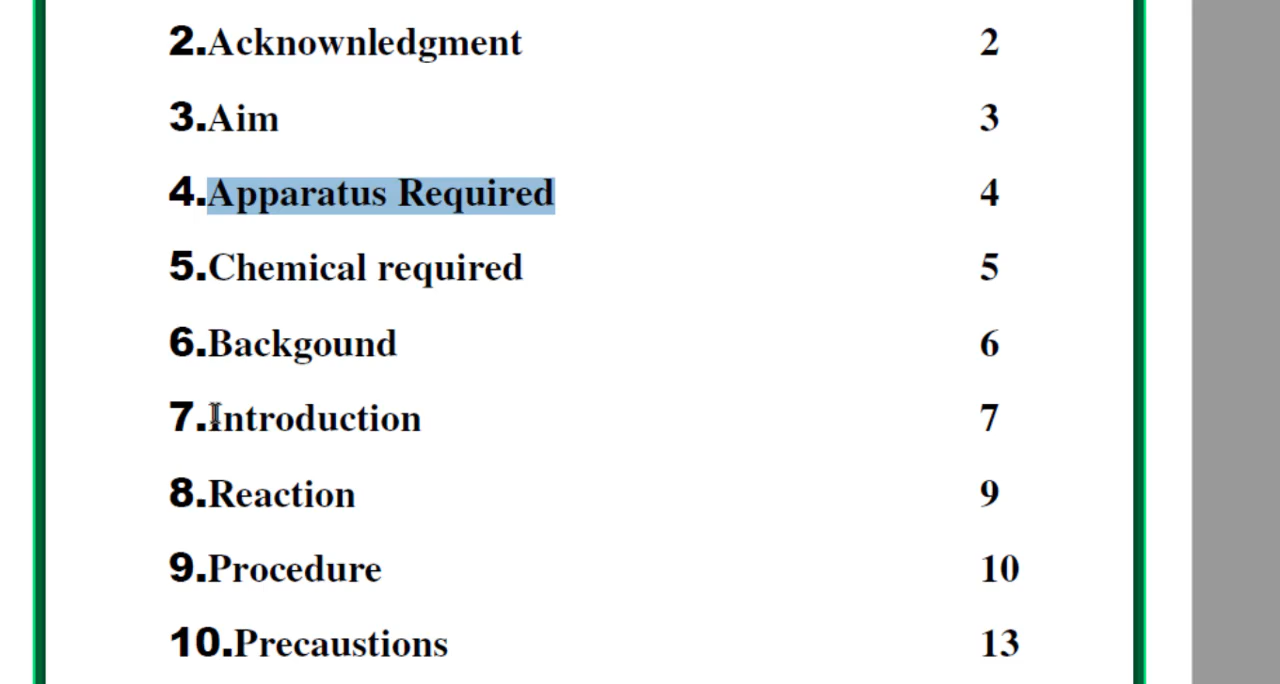 2.Acknownledgment 2
3.Aim 3
4.Apparatus Required 4
5.Chemical required 5
6.Backgound 6
7.Introduction 7
8.Reaction 9
9.Procedure 10
10.Precaustions 13